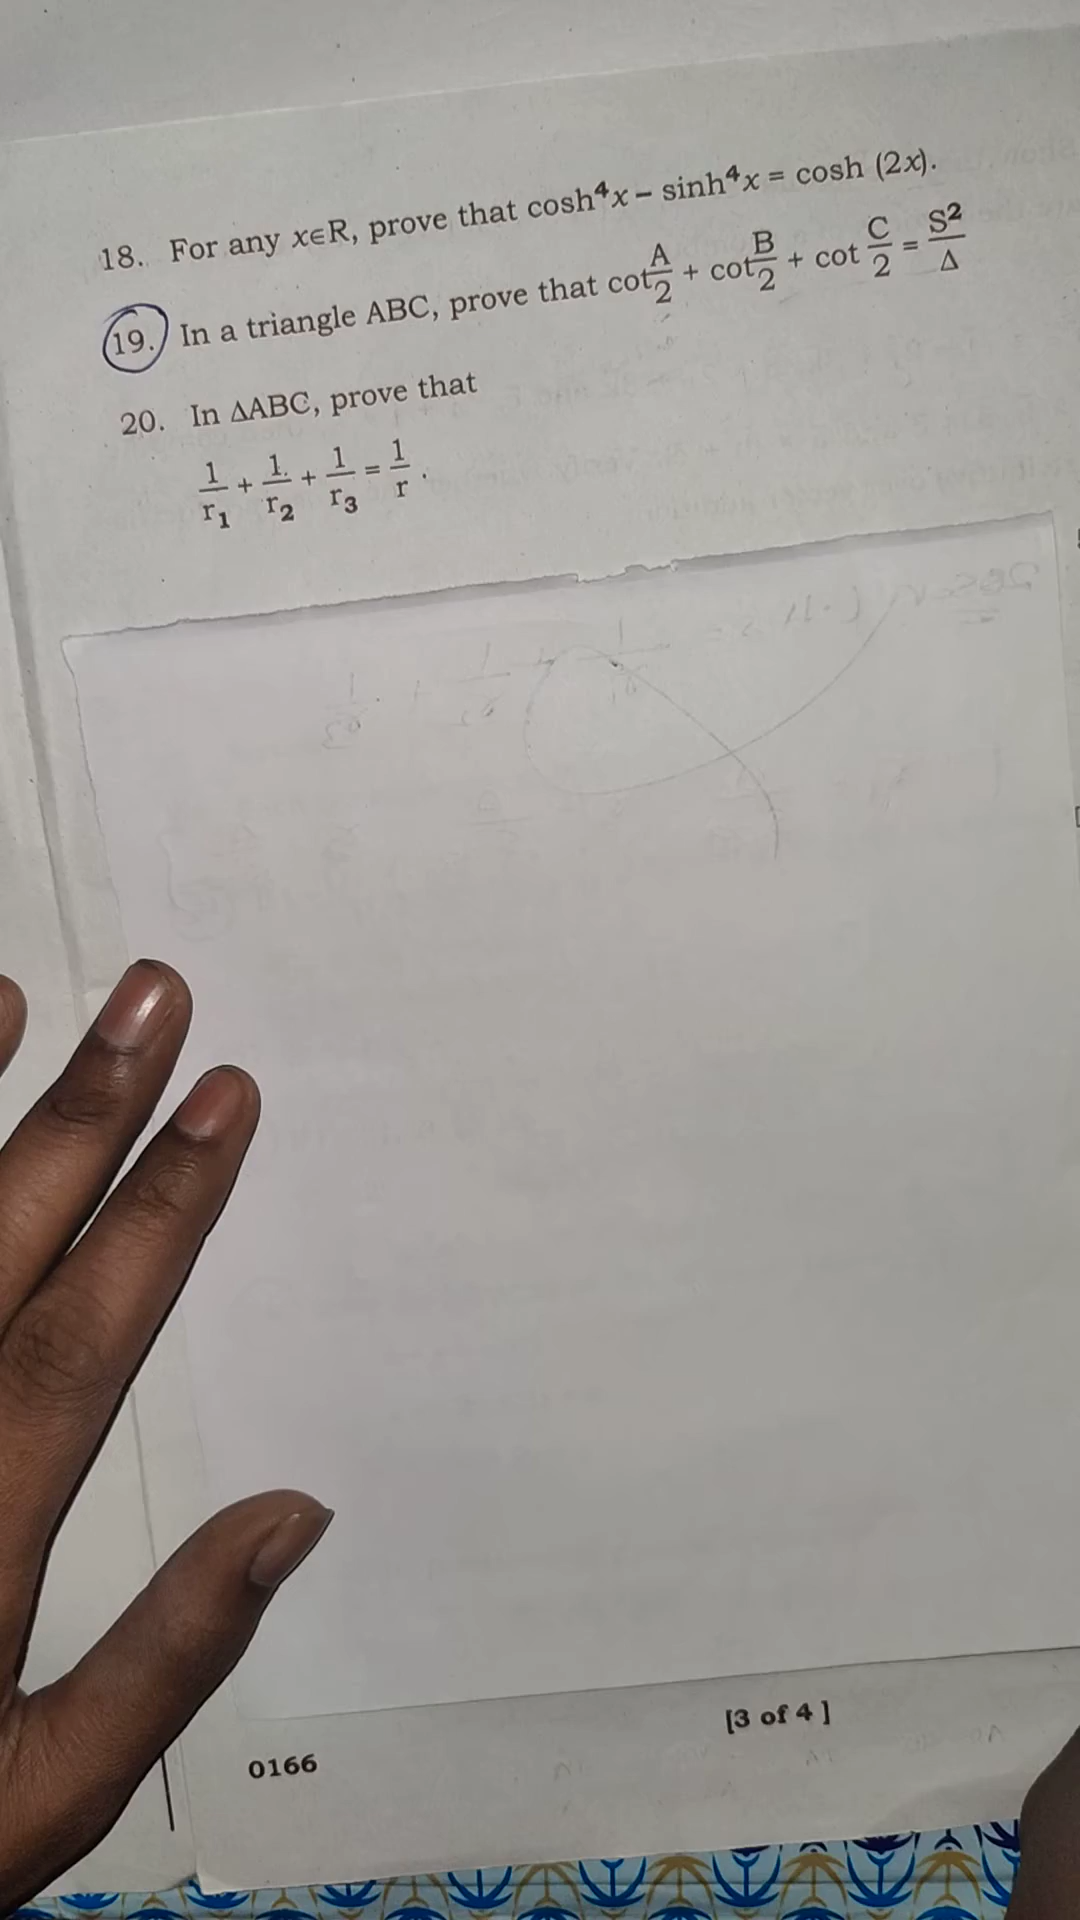 18. For any x∈R, prove that cosh⁴x – sinh⁴x = cosh (2x).
19. In a triangle ABC, prove that cot A/2 + cot B/2 + cot C/2 = S²/Δ
20. In ΔABC, prove that
1/r₁ + 1/r₂ + 1/r₃ = 1/r .
[3 of 4 ]
0166